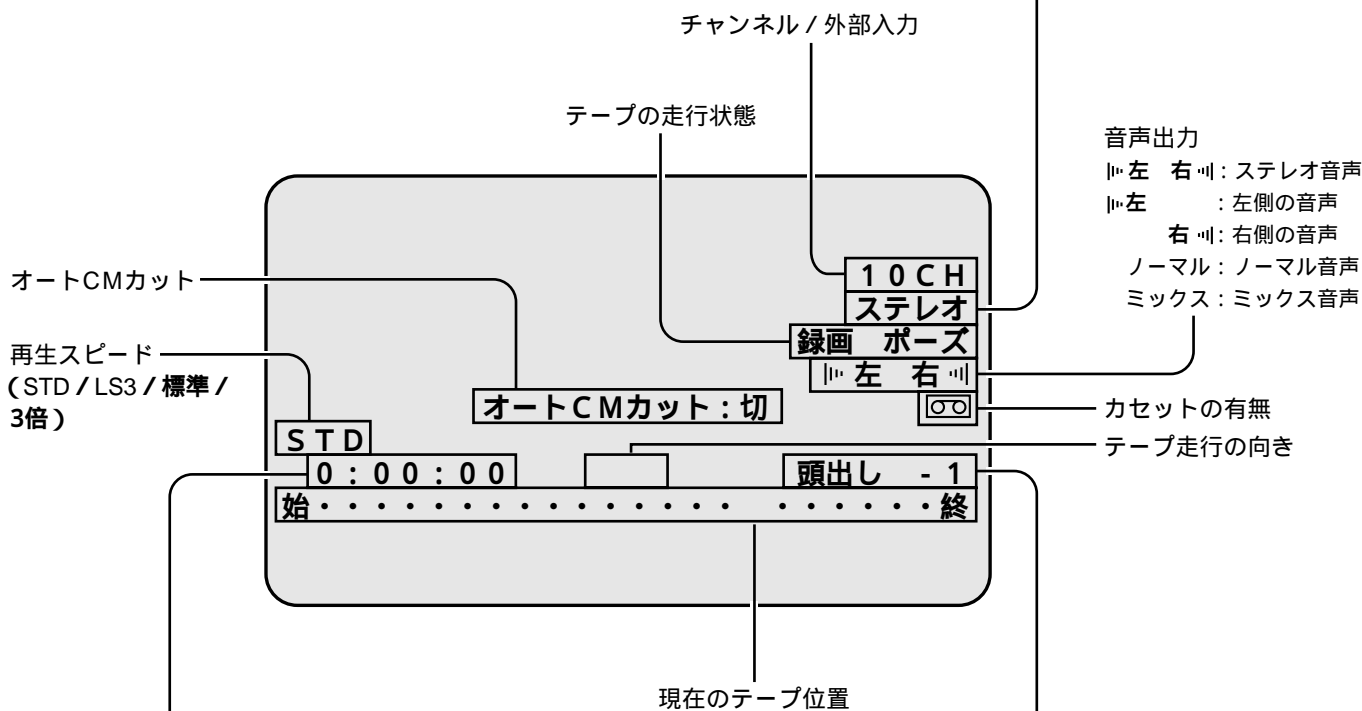 チャンネル / 外部入力
テープの走行状態
音声出力
左 右 : ステレオ音声
左 : 左側の音声
右 : 右側の音声
ノーマル : ノーマル音声
ミックス : ミックス音声
オートCMカット
再生スピード
(STD / LS3 / 標準 /
3倍)
10CH
ステレオ
録画 ポーズ
左 右
オートCMカット:切
カセットの有無
STD
テープ走行の向き
0:00:00
頭出し -1
始・・・・・・・・・・・・・・・ ・・・・・・終
現在のテープ位置